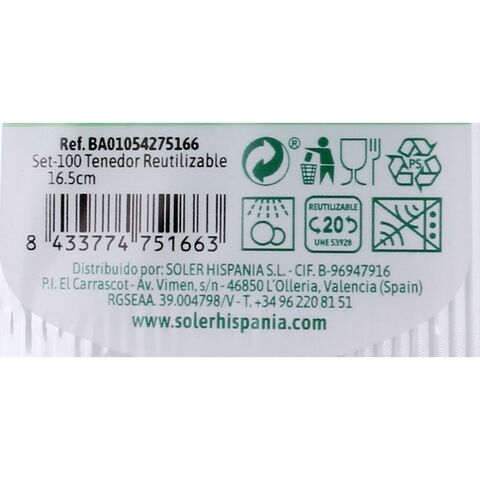 Ref. BA01054275166
Set-100 Tenedor Reutilizable
16.5cm
®
PS
REUTILIZABLE
20
UNE 53928
8 433774 751663
Distribuido por: SOLER HISPANIA S.L. - CIF. B-96947916
P.I. El Carrascot - Av. Vimen, s/n - 46850 L'Olleria, Valencia (Spain)
RGSEAA. 39.004798/V - T. +34 96 220 81 51
www.solerhispania.com